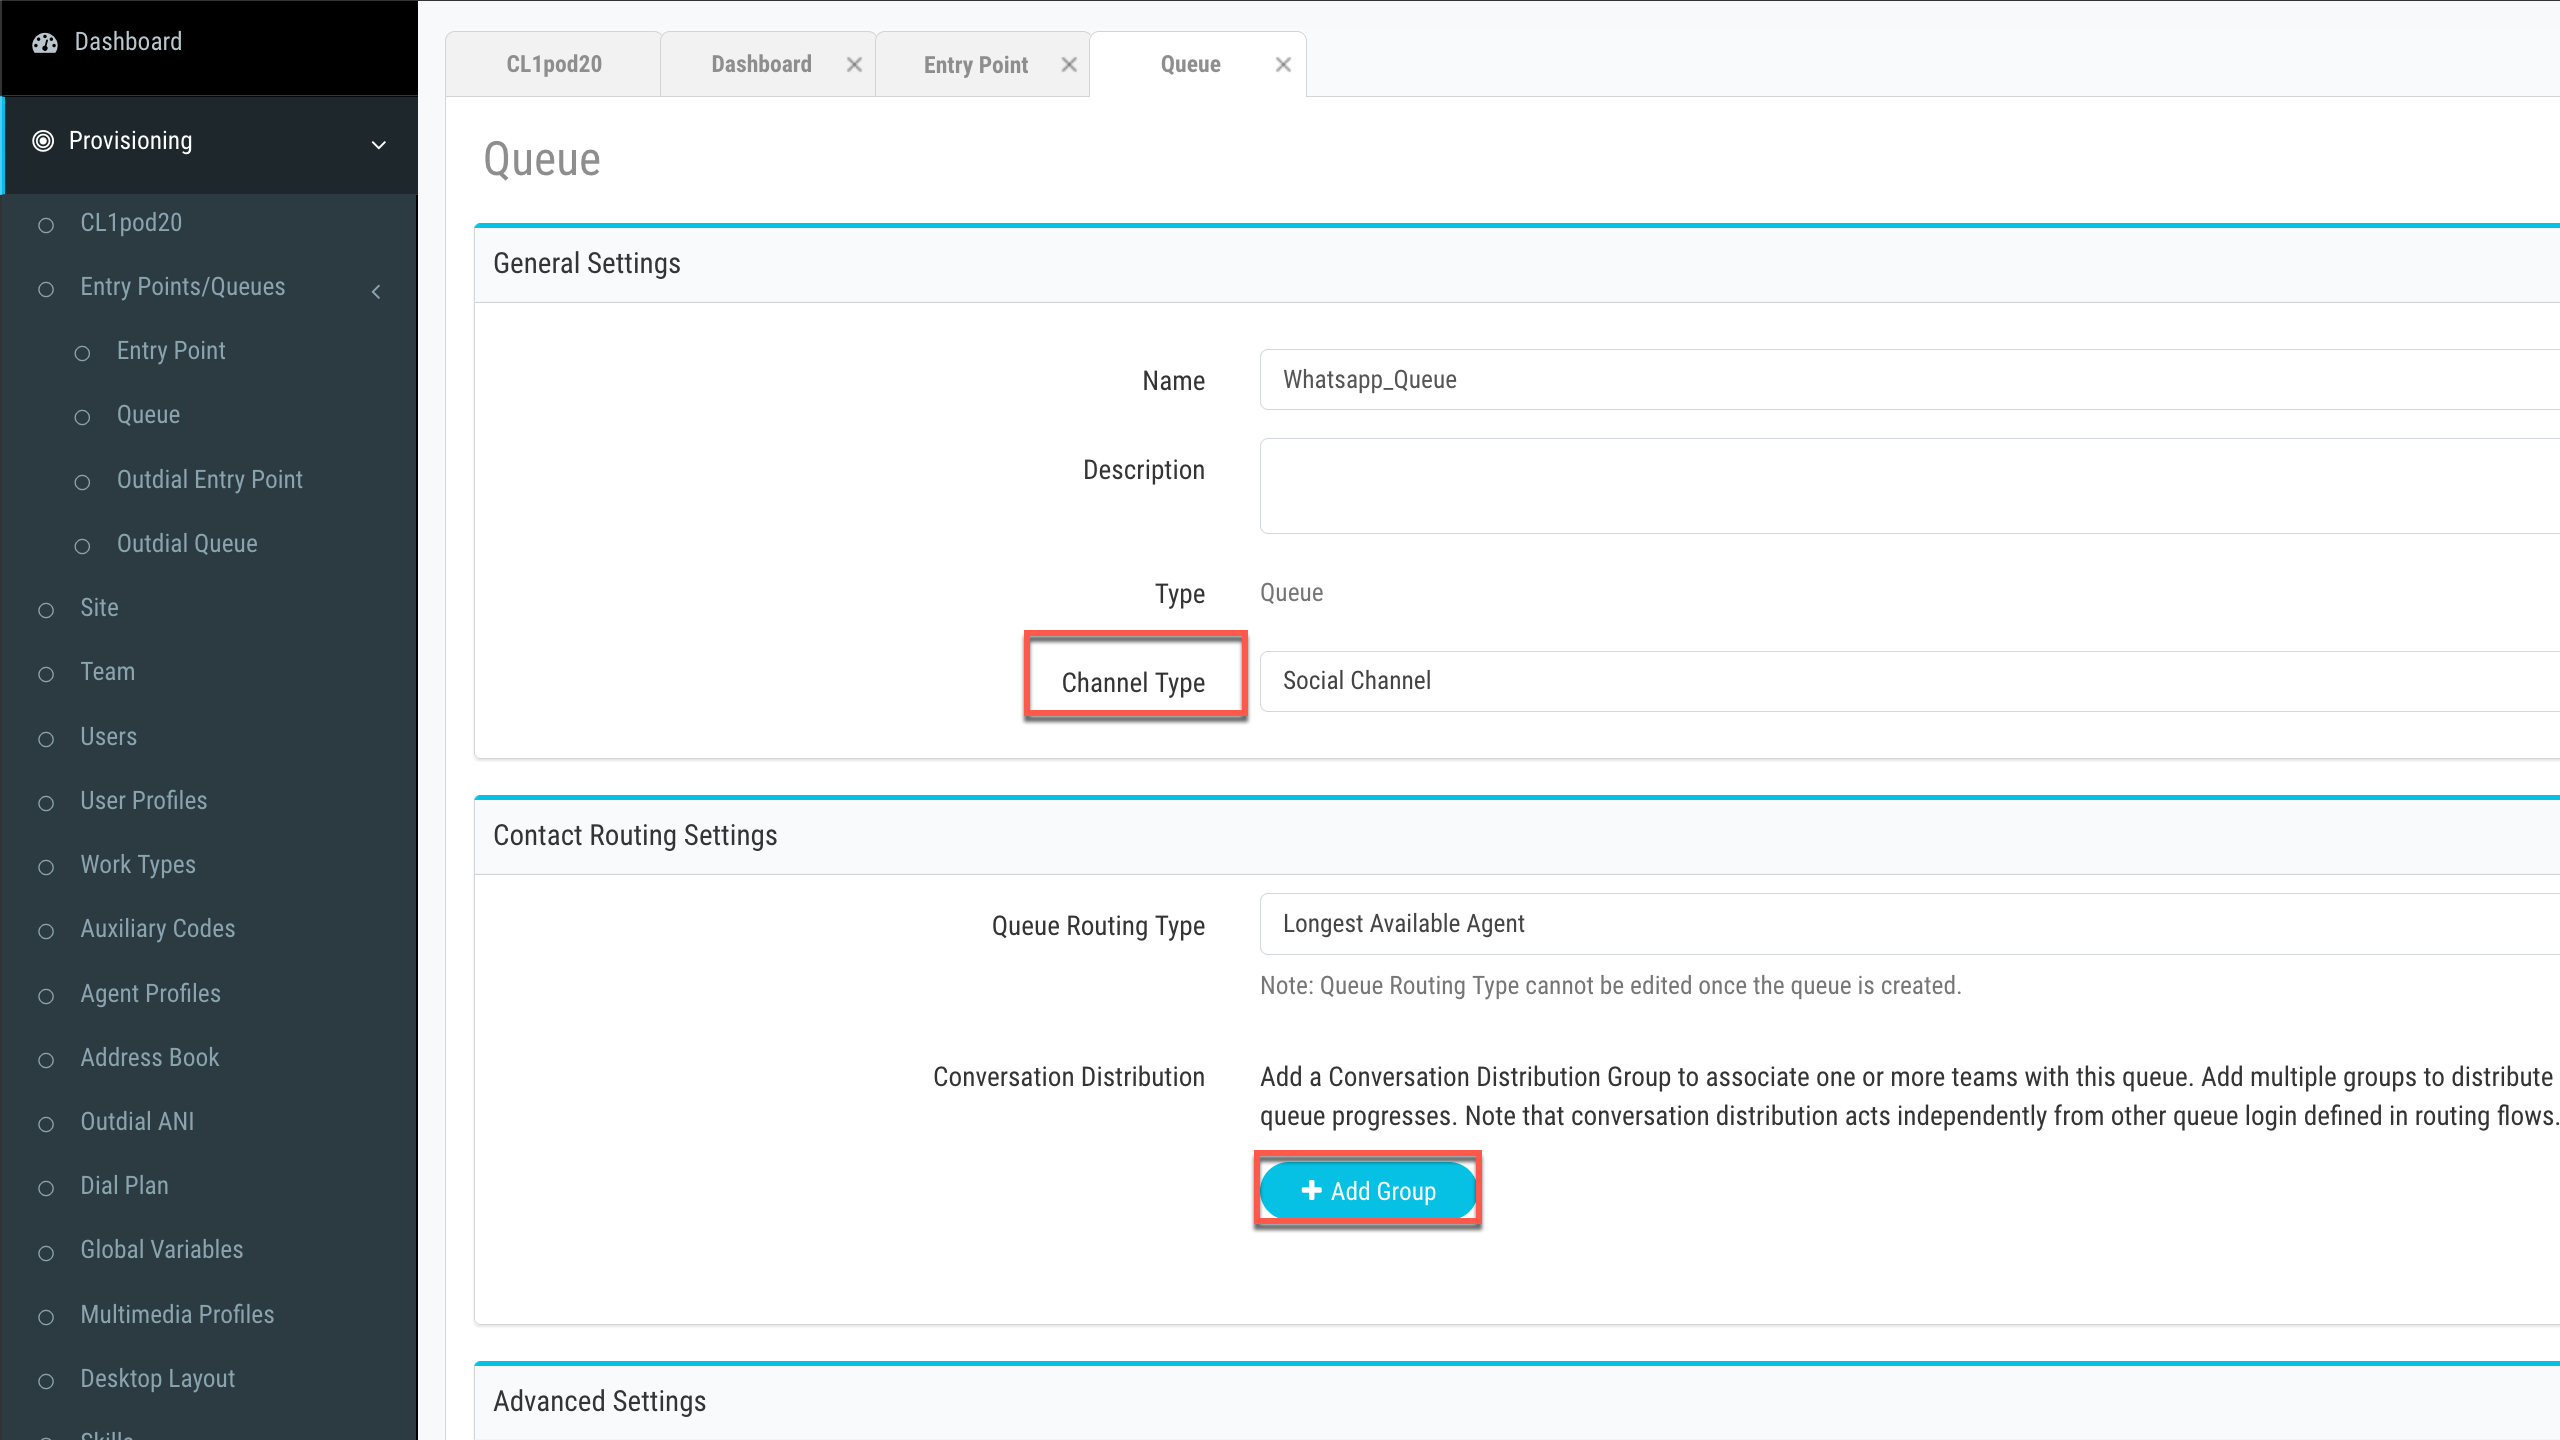 Dashboard
Provisioning
CL1pod20
Entry Points/Queues
Entry Point
Queue
Outdial Entry Point
Outdial Queue
Site
Team
Users
User Profiles
Work Types
Auxiliary Codes
Agent Profiles
Address Book
Outdial ANI
Dial Plan
Global Variables
Multimedia Profiles
Desktop Layout
Skills
CL1pod20 Dashboard Entry Point Queue
Queue
General Settings
Name Whatsapp_Queue
Description
Type Queue
Channel Type Social Channel
Contact Routing Settings
Queue Routing Type Longest Available Agent
Note: Queue Routing Type cannot be edited once the queue is created.
Conversation Distribution Add a Conversation Distribution Group to associate one or more teams with this queue. Add multiple groups to distribute
queue progresses. Note that conversation distribution acts independently from other queue login defined in routing flows.
Add Group
Advanced Settings